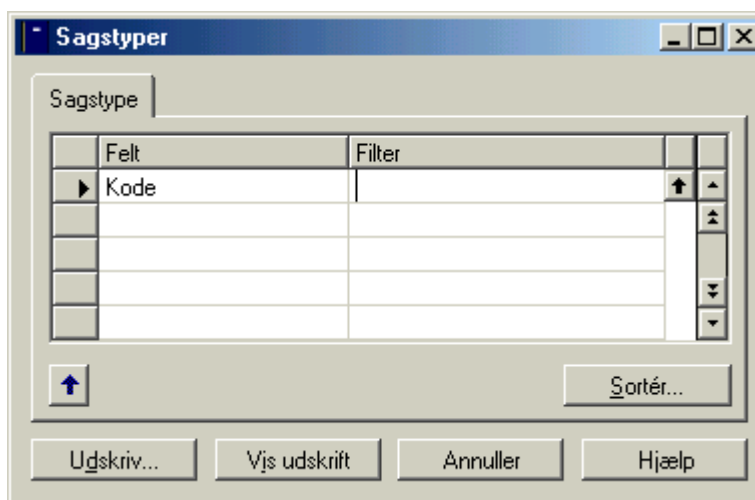 Sagstyper
Sagstype
Felt Filter
Kode
Sortér...
Udskriv... Vis udskrift Annuller Hjælp